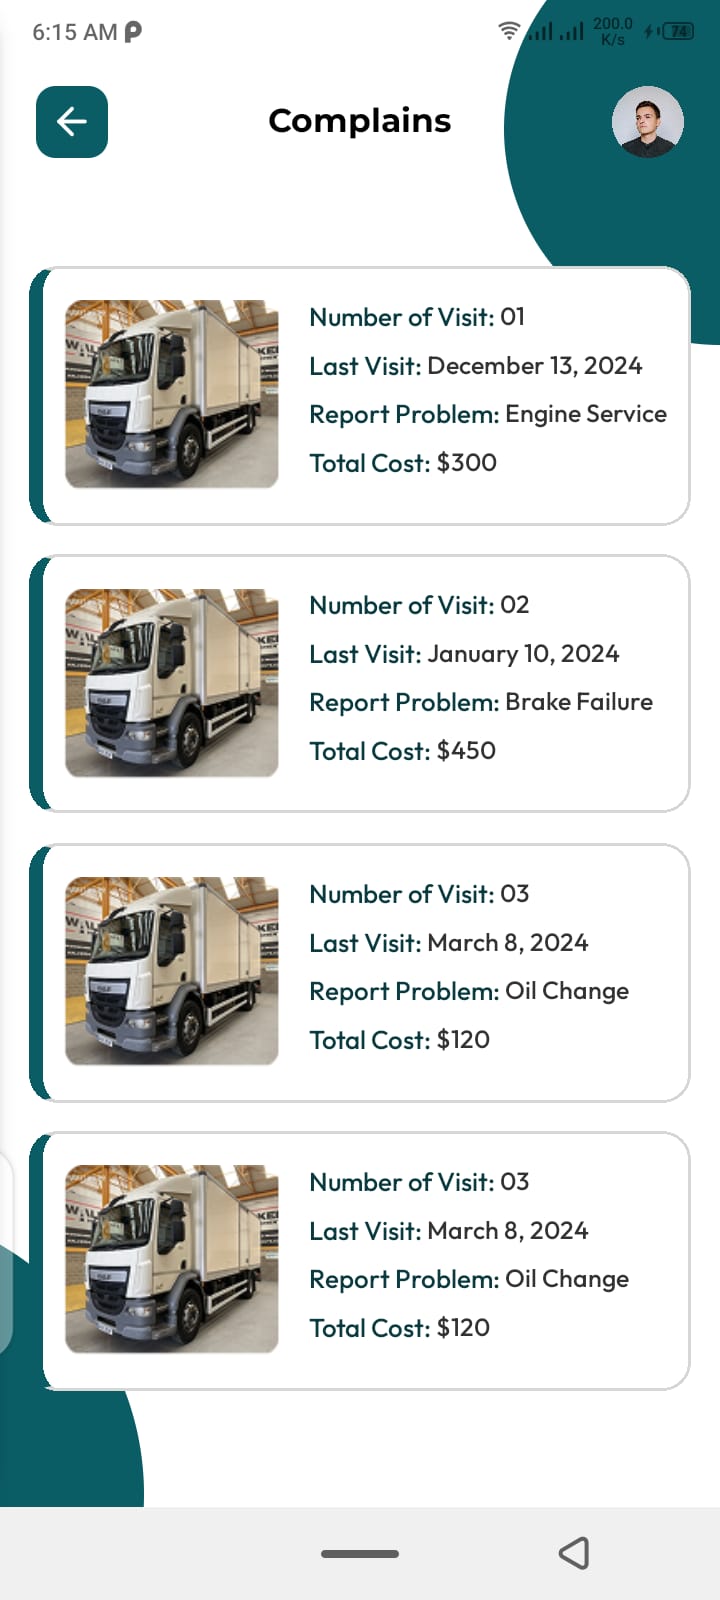 6:15 AM
200.0
K/s
74
Complains
Number of Visit: 01
Last Visit: December 13, 2024
Report Problem: Engine Service
Total Cost: $300
Number of Visit: 02
Last Visit: January 10, 2024
Report Problem: Brake Failure
Total Cost: $450
Number of Visit: 03
Last Visit: March 8, 2024
Report Problem: Oil Change
Total Cost: $120
Number of Visit: 03
Last Visit: March 8, 2024
Report Problem: Oil Change
Total Cost: $120